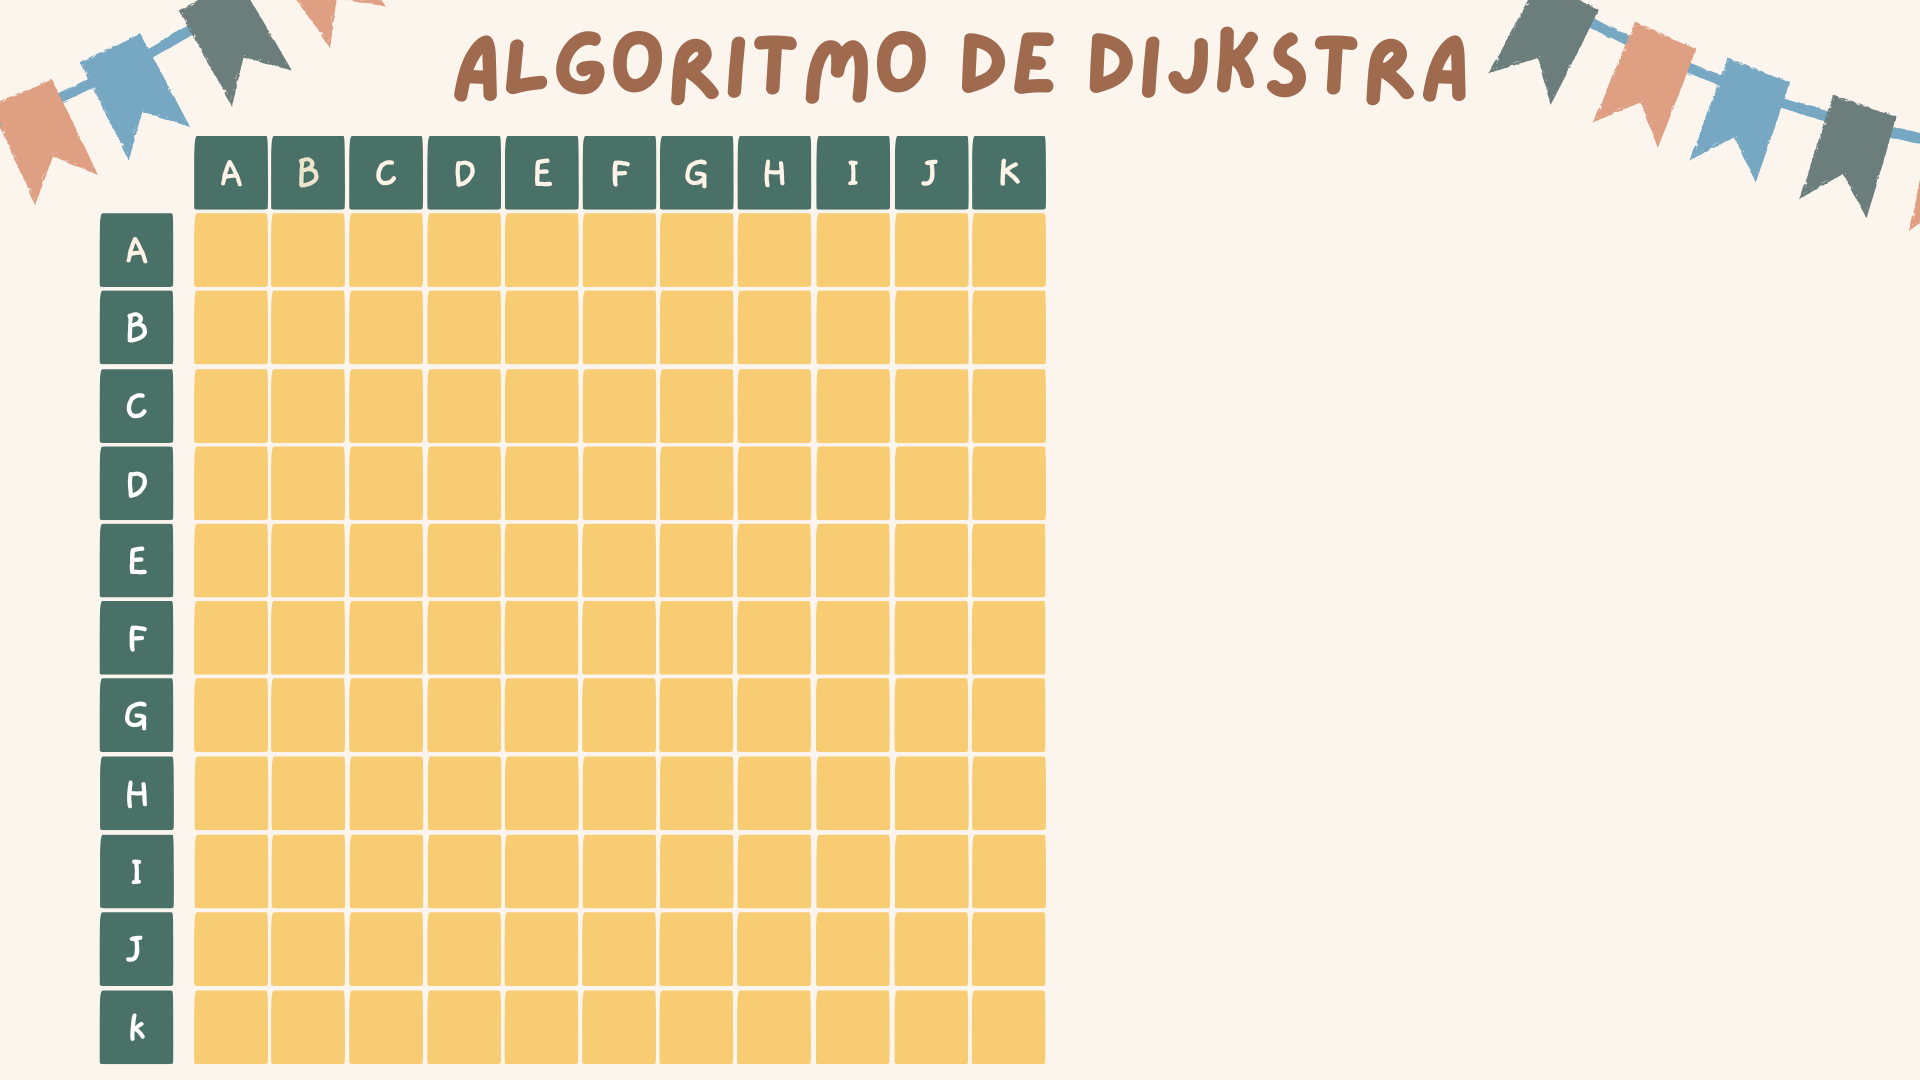 ALGORITMO DE DIJKSTRA
A B C D E F G H I J K
A
B
C
D
E
F
G
H
I
J
k